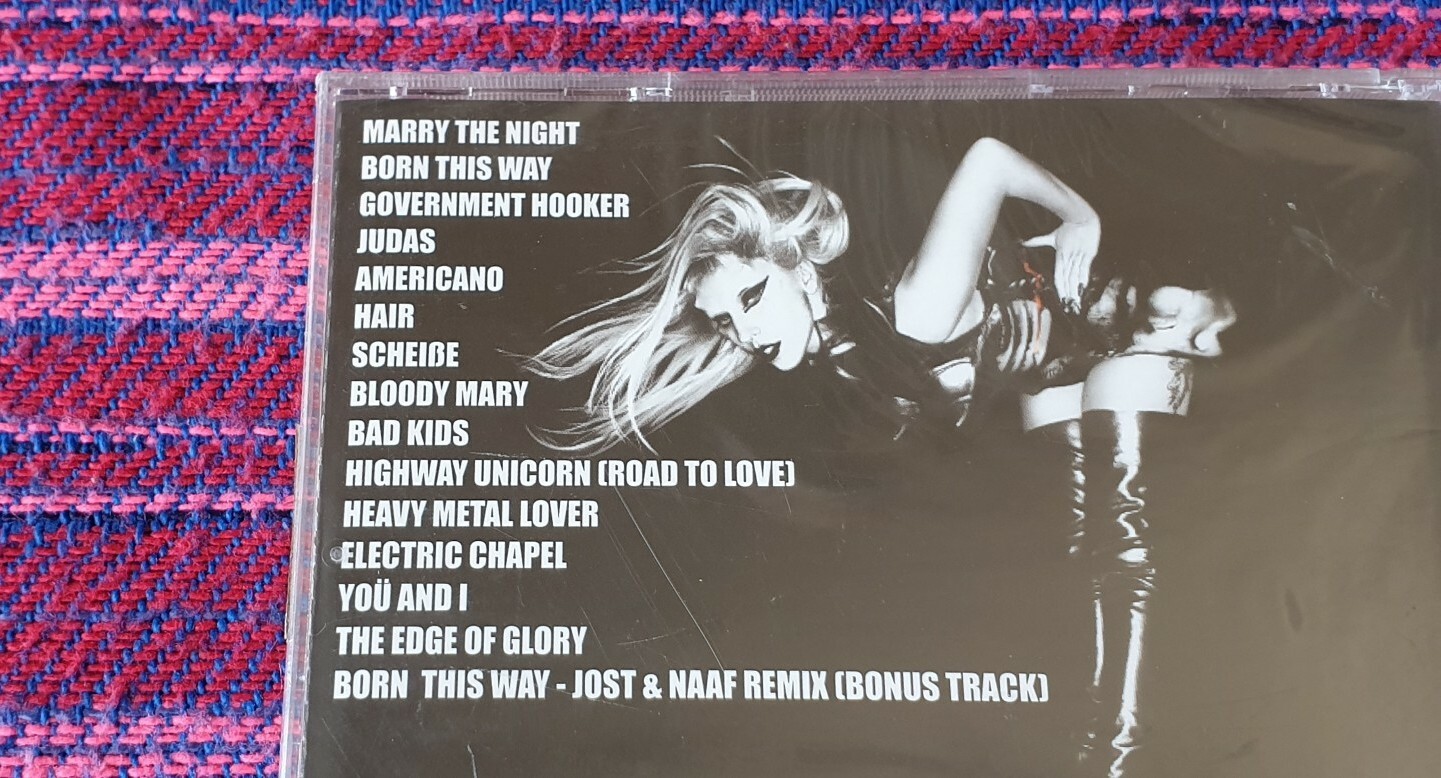 MARRY THE NIGHT
BORN THIS WAY
GOVERNMENT HOOKER
JUDAS
AMERICANO
HAIR
SCHEIßE
BLOODY MARY
BAD KIDS
HIGHWAY UNICORN (ROAD TO LOVE)
HEAVY METAL LOVER
ELECTRIC CHAPEL
YOÜ AND I
THE EDGE OF GLORY
BORN THIS WAY - JOST & NAAF REMIX (BONUS TRACK)